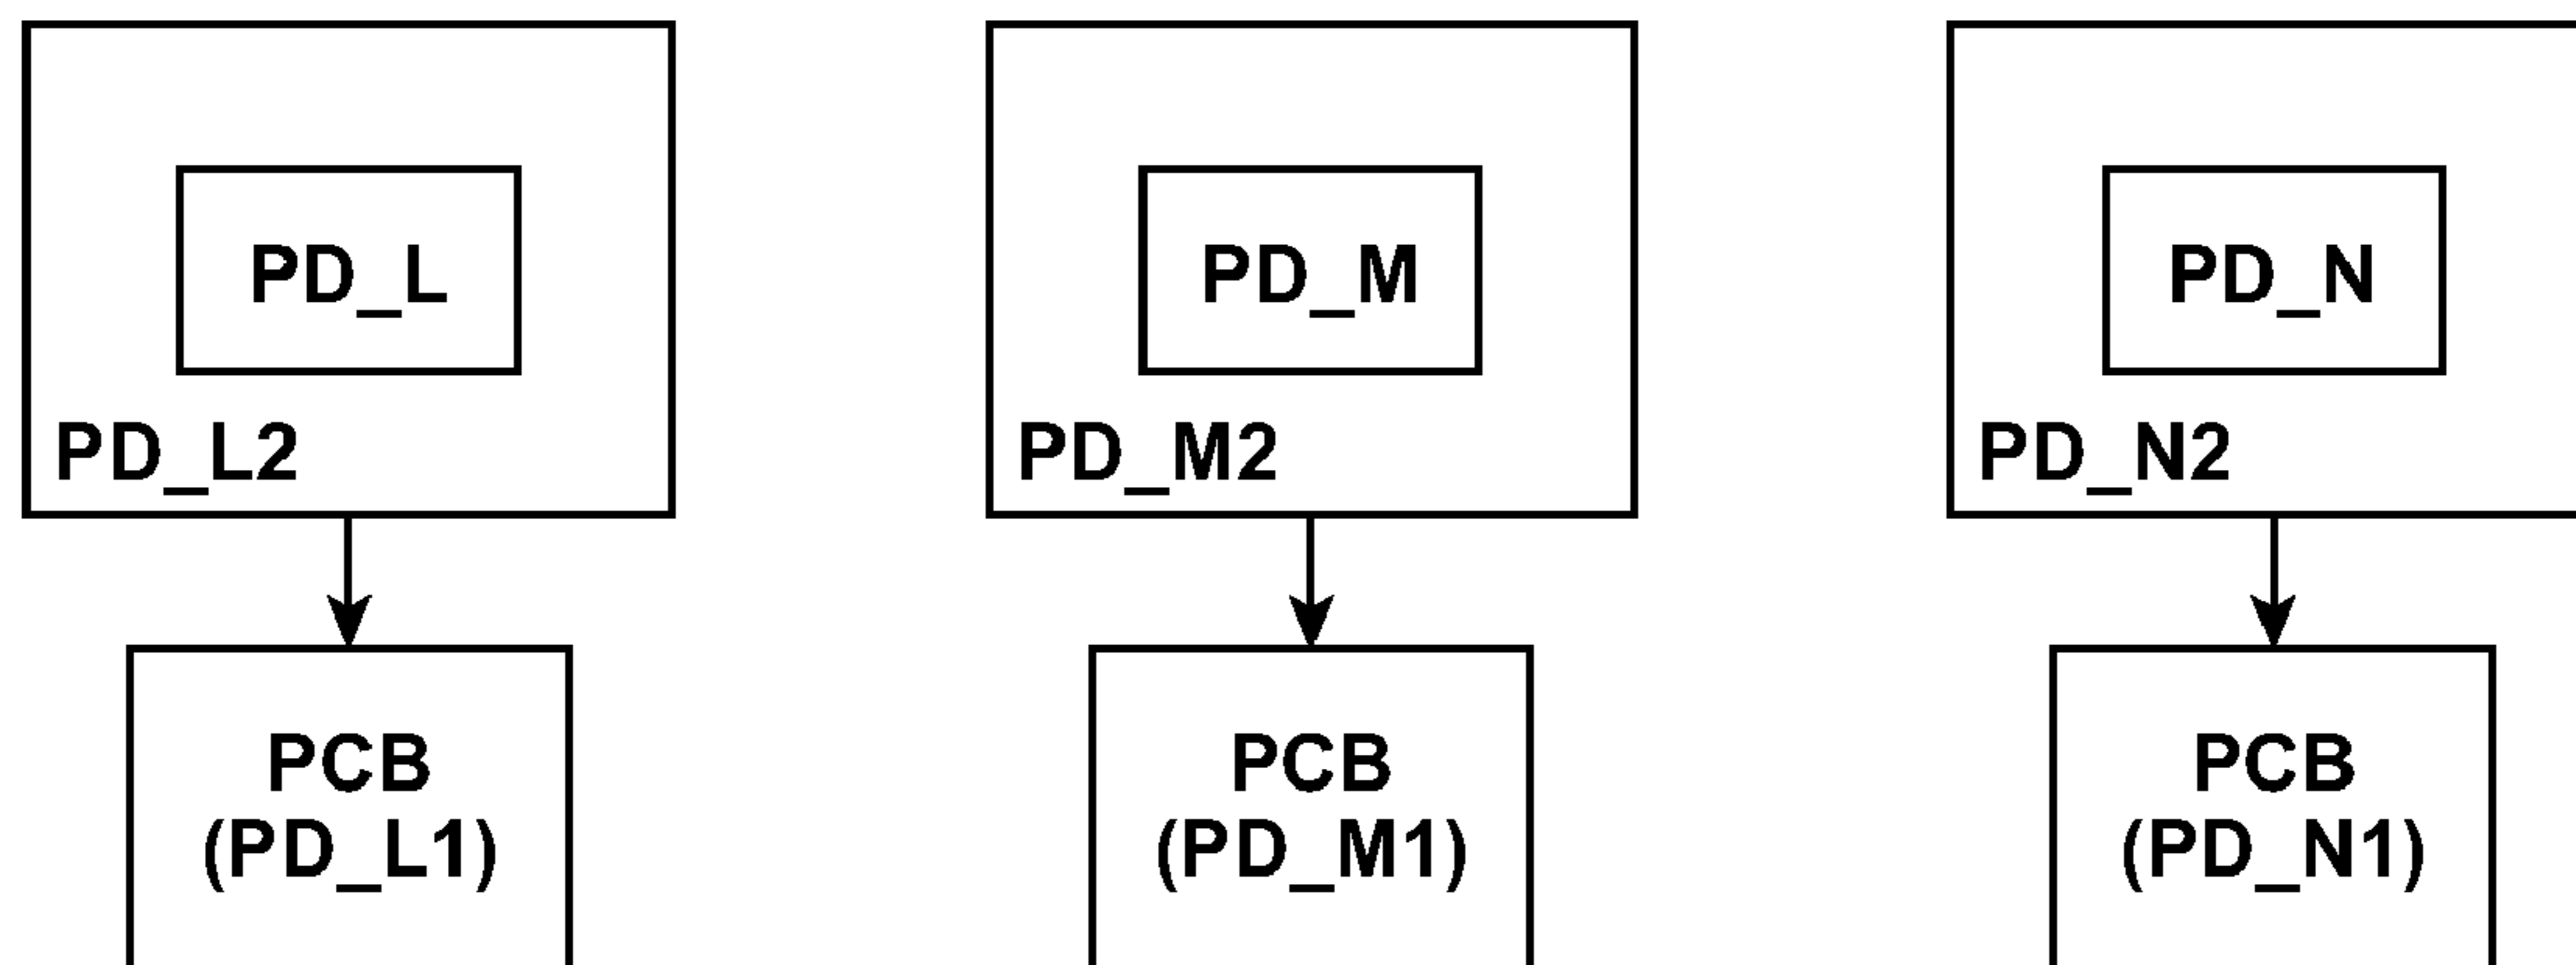 PD_L
PD_L2
PCB
(PD_L1)
PD_M
PD_M2
PCB
(PD_M1)
PD_N
PD_N2
PCB
(PD_N1)